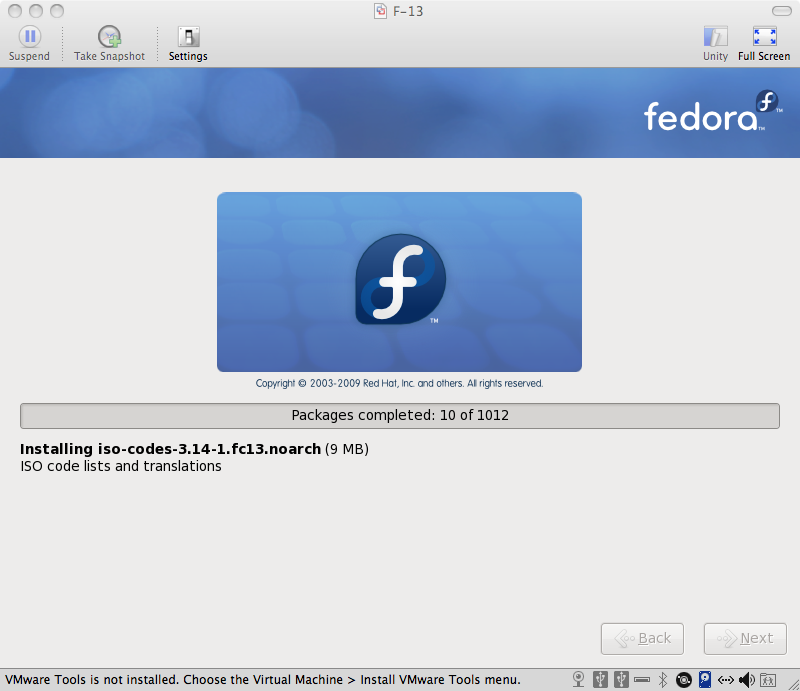 F-13
Suspend
Take Snapshot
Settings
Unity
Full Screen
fedora™
™
Copyright © 2003-2009 Red Hat, Inc. and others. All rights reserved.
Packages completed: 10 of 1012
Installing iso-codes-3.14-1.fc13.noarch (9 MB)
ISO code lists and translations
Back
Next
VMware Tools is not installed. Choose the Virtual Machine > Install VMware Tools menu.